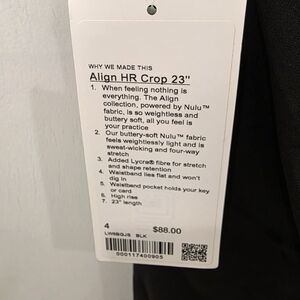 WHY WE MADE THIS
Align HR Crop 23"
1. When feeling nothing is
everything. The Align
collection, powered by Nulu™
fabric, is so weightless and
buttery soft, all you feel is
your practice
2. Our buttery-soft Nulu™ fabric
feels weightlessly light and is
sweat-wicking and four-way
stretch
3. Added Lycra® fibre for stretch
and shape retention
4. Waistband lies flat and won't
dig in
5. Waistband pocket holds your key
or card
6. High rise
7. 23" length
4 $88.00
BLK
000117400905